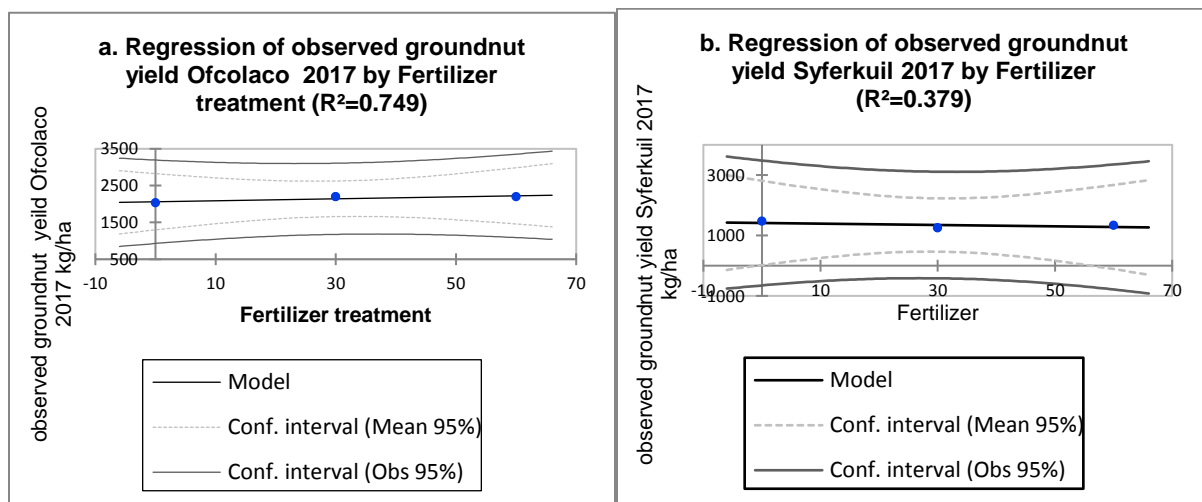 a. Regression of observed groundnut
yield Ofcolaco 2017 by Fertilizer
treatment (R²=0.749)
observed groundnut yeild Ofcolaco
2017 kg/ha
3500
2500
1500
500
-10
10
30
50
70
Fertilizer treatment
Model
Conf. interval (Mean 95%)
Conf. interval (Obs 95%)
b. Regression of observed groundnut
yield Syferkuil 2017 by Fertilizer
(R²=0.379)
observed groundnut yield Syferkuil 2017
kg/ha
3000
1000
-1000
-10
10
30
50
70
Fertilizer
Model
Conf. interval (Mean 95%)
Conf. interval (Obs 95%)